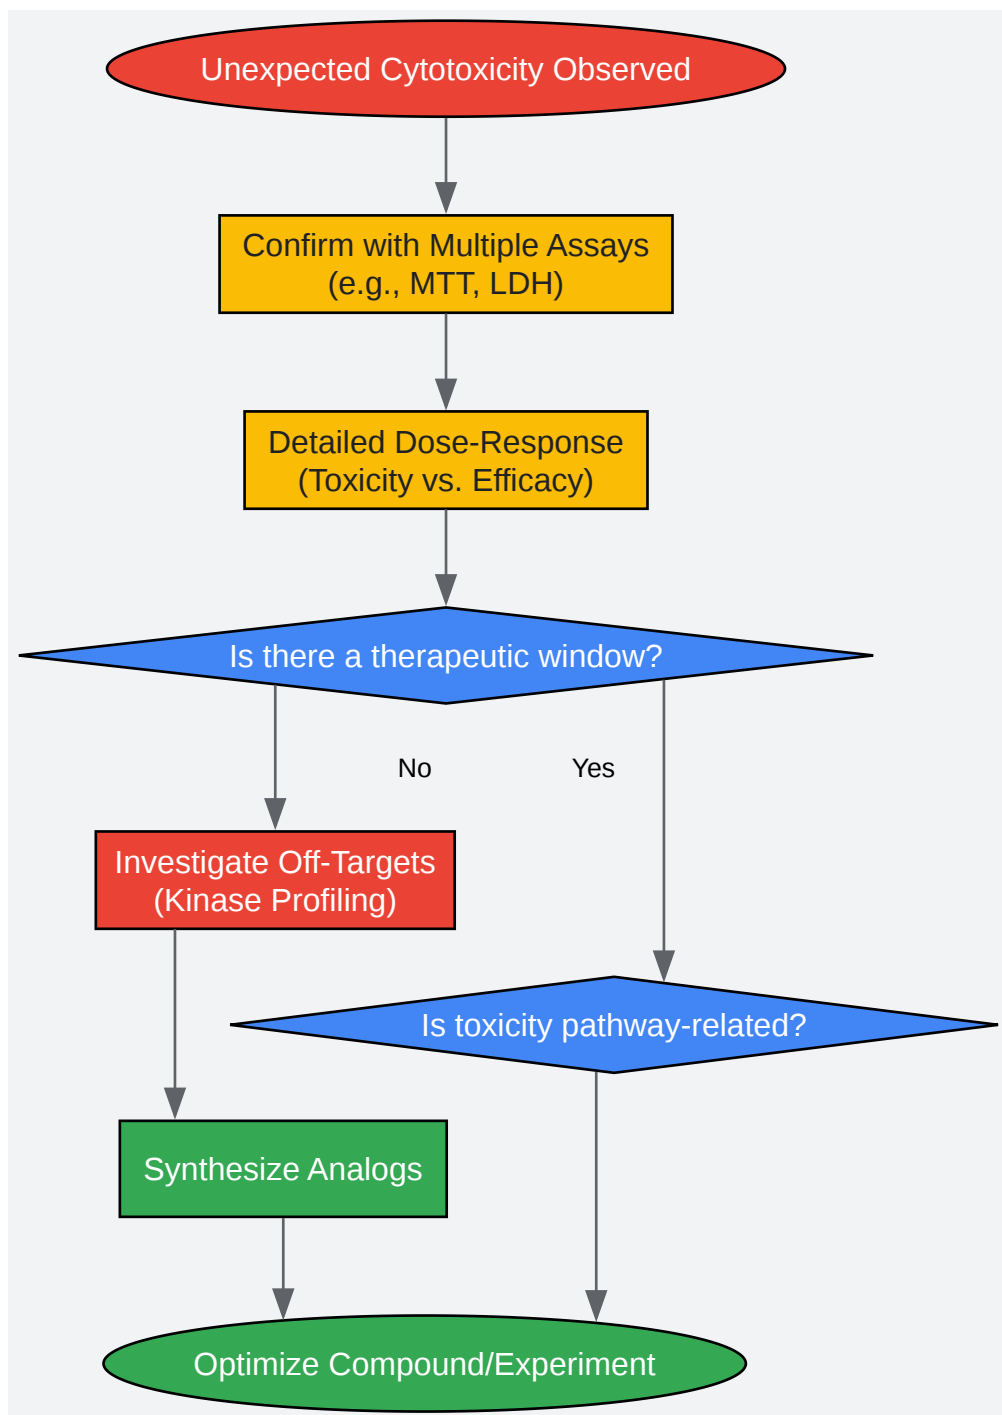 Unexpected Cytotoxicity Observed
Confirm with Multiple Assays
(e.g., MTT, LDH)
Detailed Dose-Response
(Toxicity vs. Efficacy)
Is there a therapeutic window?
No
Yes
Investigate Off-Targets
(Kinase Profiling)
Is toxicity pathway-related?
Synthesize Analogs
Optimize Compound/Experiment